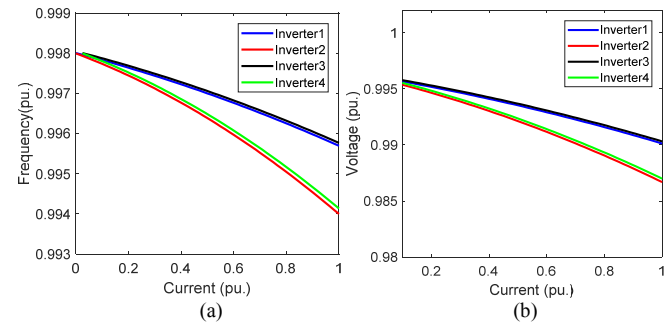 0.999
0.998
0.997
0.996
0.995
0.994
0.993
Frequency(pu.)
0
0.2
0.4
0.6
0.8
1
Current (pu.)
Inverter1
Inverter2
Inverter3
Inverter4
(a)
1
0.995
0.99
0.985
0.98
Voltage (pu.)
0.2
0.4
0.6
0.8
1
Current (pu.)
Inverter1
Inverter2
Inverter3
Inverter4
(b)